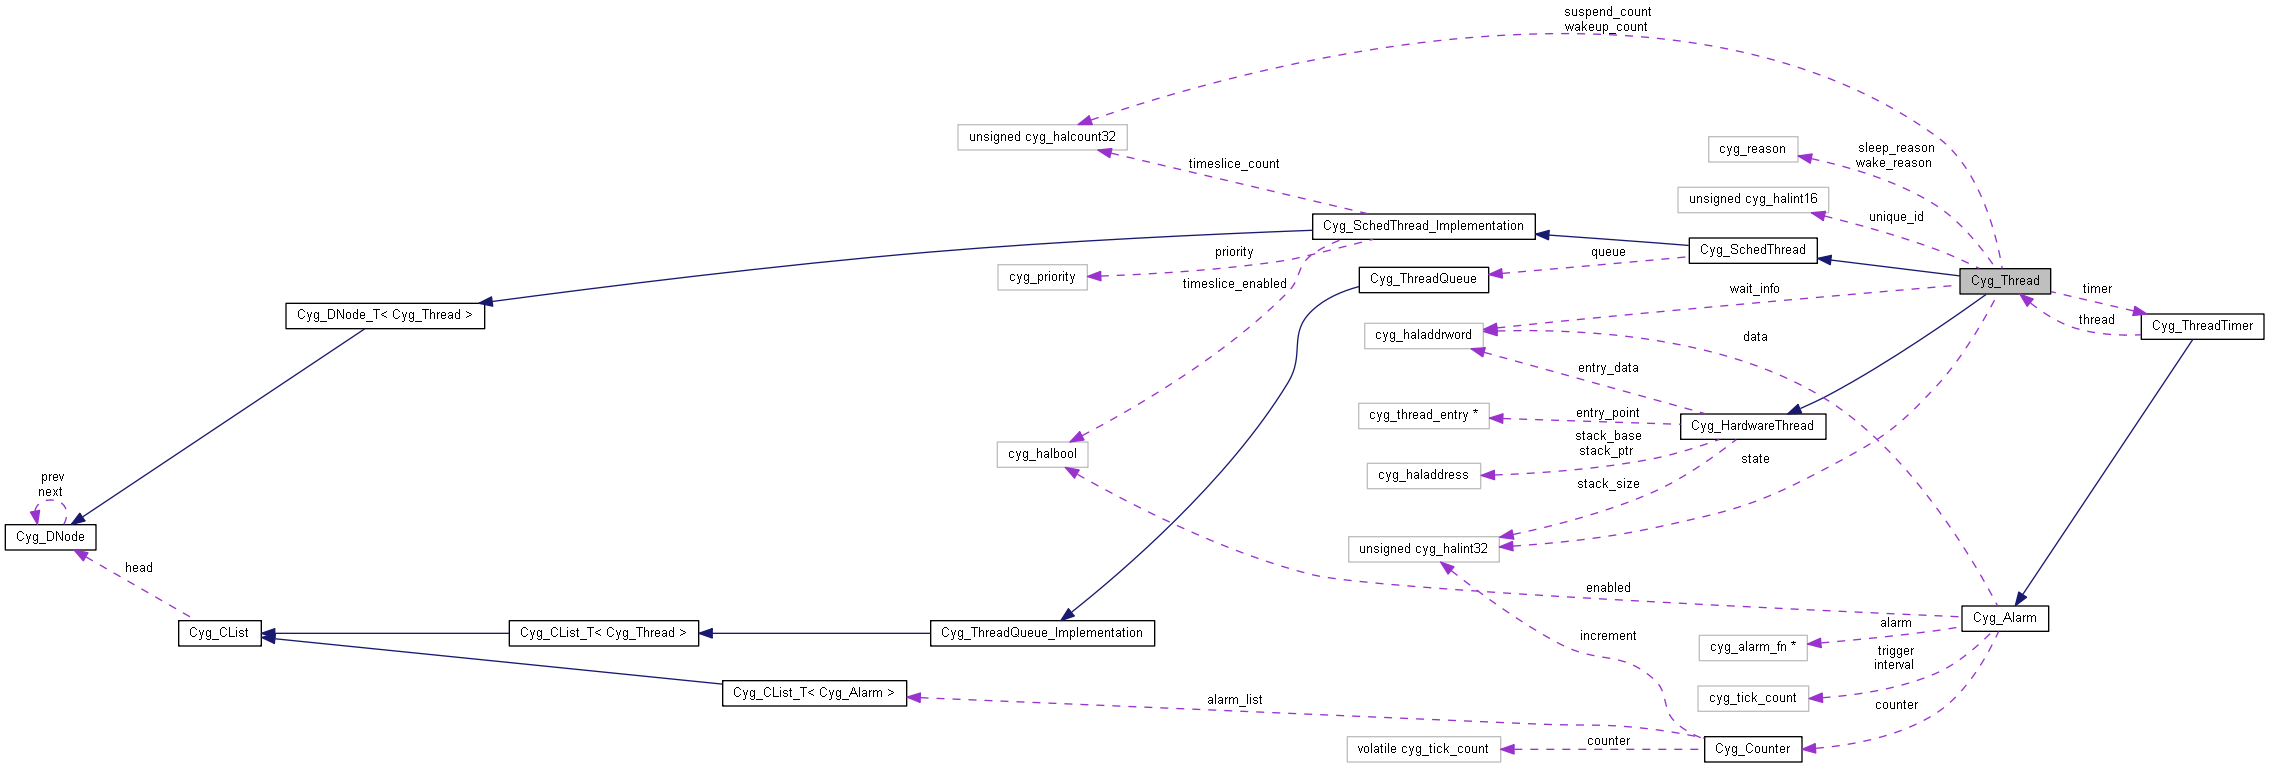 suspend_count
wakeup_count
unsigned cyg_halcount32
timeslice_count
cyg_reason
sleep_reason
wake_reason
unsigned cyg_halint16
unique_id
Cyg_SchedThread_Implementation
Cyg_SchedThread
priority
queue
cyg_priority
timeslice_enabled
Cyg_ThreadQueue
Cyg_Thread
wait_info
timer
thread
Cyg_DNode_T< Cyg_Thread >
cyg_haladdrword
data
Cyg_ThreadTimer
entry_data
cyg_thread_entry *
entry_point
Cyg_HardwareThread
stack_base
stack_ptr
cyg_halbool
cyg_haladdress
state
stack_size
prev
next
Cyg_DNode
unsigned cyg_halint32
head
enabled
Cyg_CList
Cyg_CList_T< Cyg_Thread >
Cyg_ThreadQueue_Implementation
increment
alarm
Cyg_Alarm
cyg_alarm_fn *
trigger
interval
Cyg_CList_T< Cyg_Alarm >
alarm_list
cyg_tick_count
counter
volatile cyg_tick_count
counter
Cyg_Counter